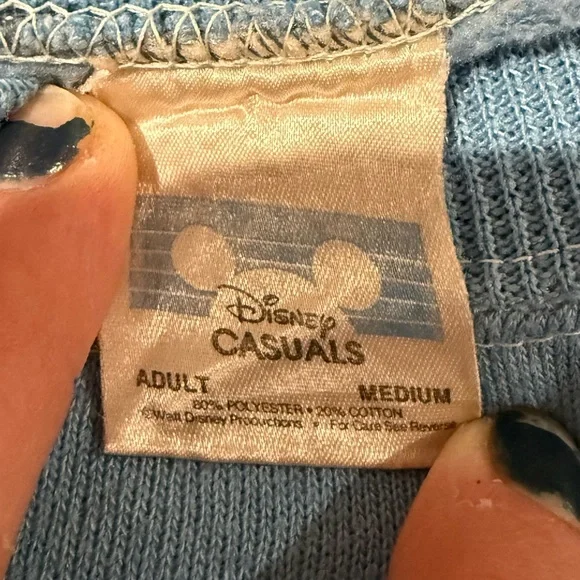 Disney
CASUALS
ADULT MEDIUM
80% POLYESTER • 20% COTTON
©Walt Disney Productions • For Care See Reverse